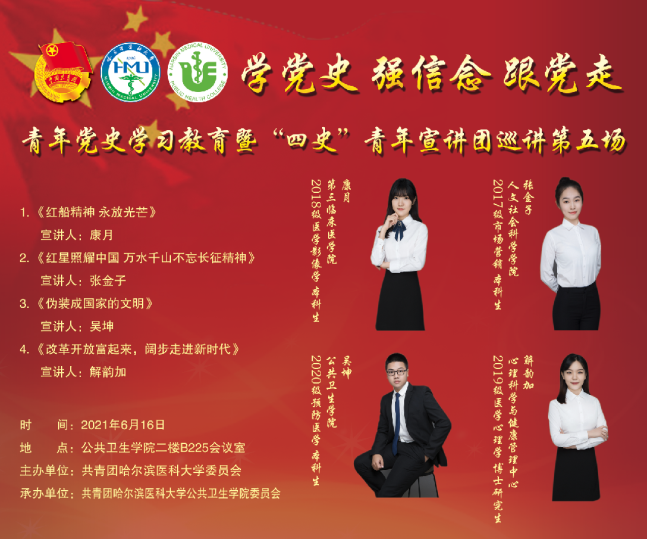 学党史 强信念 跟党走
青年党史学习教育暨“四史”青年宣讲团巡讲第五场
1.《红船精神 永放光芒》
宣讲人：康月
2.《红星照耀中国 万水千山不忘长征精神》
宣讲人：张金子
3.《伪装成国家的文明》
宣讲人：吴坤
4.《改革开放富起来，阔步走进新时代》
宣讲人：解韵加
时　　间：2021年6月16日
地　　点：公共卫生学院二楼B225会议室
主办单位：共青团哈尔滨医科大学委员会
承办单位：共青团哈尔滨医科大学公共卫生学院委员会
康月
第三临床医学院
2018级医学影像学 本科生
张金子
人文社会科学学院
2017级市场营销 本科生
吴坤
公共卫生学院
2020级预防医学 本科生
解韵加
心理科学与健康管理中心
2019级医学心理学博士研究生
HMU